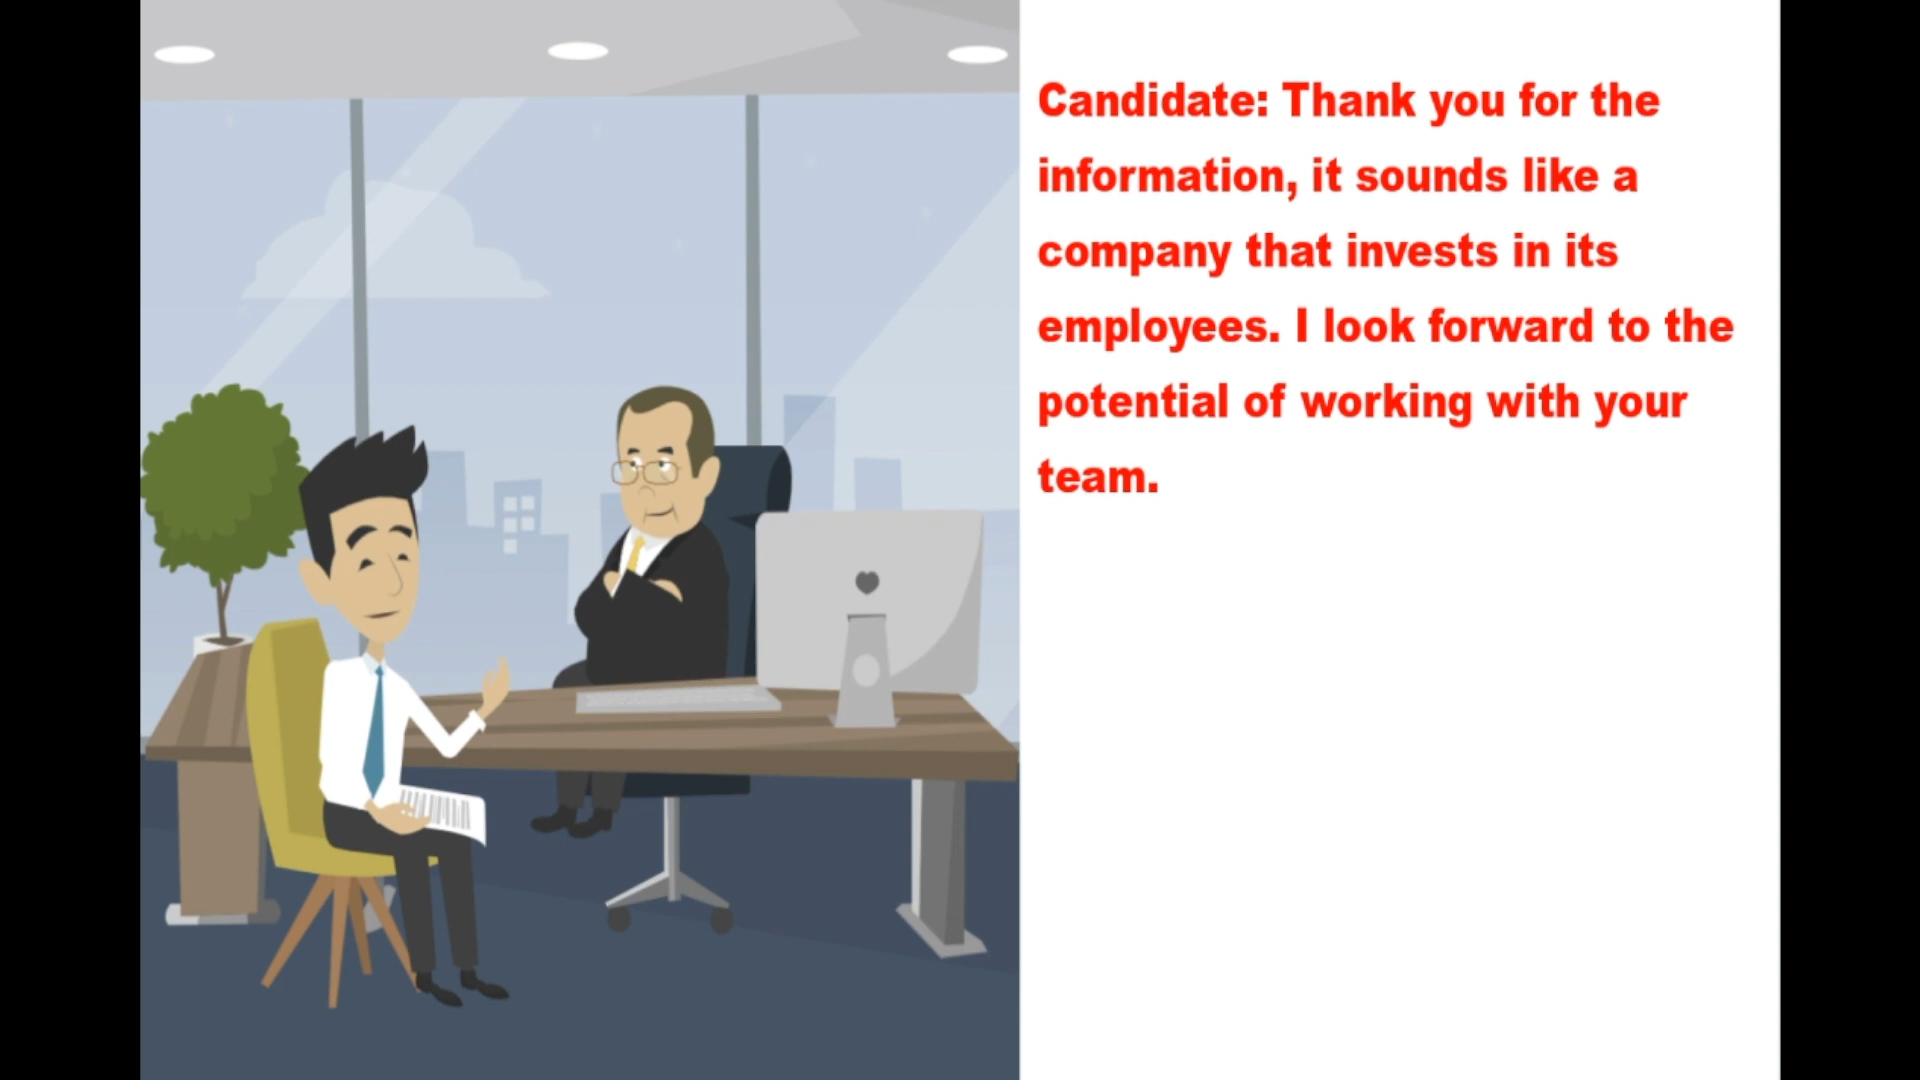 Candidate: Thank you for the
information, it sounds like a
company that invests in its
employees. I look forward to the
potential of working with your
team.